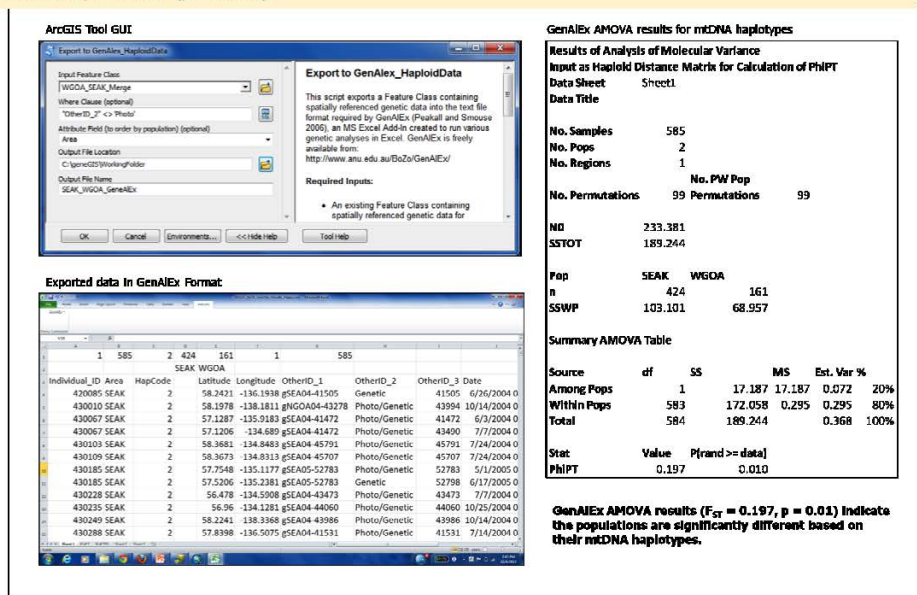 ArcGIS Tool GUI
Export to GenAlex_HaploidData
Input Feature Class
WGOA_SEAK_Merge
Where Clause (optional)
"OtherID_2" <> 'Photo'
Attribute Field (to order by population) (optional)
Area
Output File Location
C:\geneGIS\WorkingFolder
Output File Name
SEAK_WGOA_GeneAlEx
OK Cancel Environments... << Hide Help Tool Help
Export to GenAlex_HaploidData
This script exports a Feature Class containing
spatially referenced genetic data into the text file
format required by GenAlEx (Peakall and Smouse
2006), an MS Excel Add-In created to run various
genetic analyses in Excel. GenAlEx is freely
available from:
http://www.anu.edu.au/BoZo/GenAlEx/
Required Inputs:
• An existing Feature Class containing
spatially referenced genetic data for
Exported data in GenAlEx Format
1 585 2 424 161 1 585
SEAK WGOA
Individual_ID Area HapCode Latitude Longitude OtherID_1 OtherID_2 OtherID_3 Date
420085 SEAK 2 58.2421 -136.1938 gSEA04-41505 Genetic 41505 6/26/2004 0
430010 SEAK 2 58.1978 -138.1811 gNGOA04-43278 Photo/Genetic 43994 10/14/2004 0
430067 SEAK 2 57.1287 -135.9183 gSEA04-41472 Photo/Genetic 41472 6/3/2004 0
430067 SEAK 2 57.1206 -134.689 gSEA04-41472 Photo/Genetic 43490 7/7/2004 0
430103 SEAK 2 58.3681 -134.8483 gSEA04-45791 Photo/Genetic 45791 7/24/2004 0
430109 SEAK 2 58.3673 -134.8313 gSEA04-45707 Photo/Genetic 45707 7/24/2004 0
430185 SEAK 2 57.7548 -135.1177 gSEA05-52783 Photo/Genetic 52783 5/1/2005 0
430185 SEAK 2 57.5206 -135.2381 gSEA05-52783 Genetic 52798 6/17/2005 0
430228 SEAK 2 56.478 -134.5908 gSEA04-43473 Photo/Genetic 43473 7/7/2004 0
430235 SEAK 2 56.96 -134.1281 gSEA04-44060 Photo/Genetic 44060 10/25/2004 0
430249 SEAK 2 58.2241 -138.3368 gSEA04-43986 Photo/Genetic 43986 10/14/2004 0
430288 SEAK 2 57.8398 -136.5075 gSEA04-41531 Photo/Genetic 41531 7/14/2004 0
GenAlEx AMOVA results for mtDNA haplotypes
Results of Analysis of Molecular Variance
Input as Haploid Distance Matrix for Calculation of PhiPT
Data Sheet Sheet1
Data Title
No. Samples 585
No. Pops 2
No. Regions 1
No. PW Pop
No. Permutations 99 Permutations 99
N0 233.381
SSTOT 189.244
Pop SEAK WGOA
n 424 161
SSWP 103.101 68.957
Summary AMOVA Table
Source df SS MS Est. Var %
Among Pops 1 17.187 17.187 0.072 20%
Within Pops 583 172.058 0.295 0.295 80%
Total 584 189.244 0.368 100%
Stat Value P(rand >= data)
PhiPT 0.197 0.010
GenAlEx AMOVA results (FST = 0.197, p = 0.01) indicate
the populations are significantly different based on
their mtDNA haplotypes.